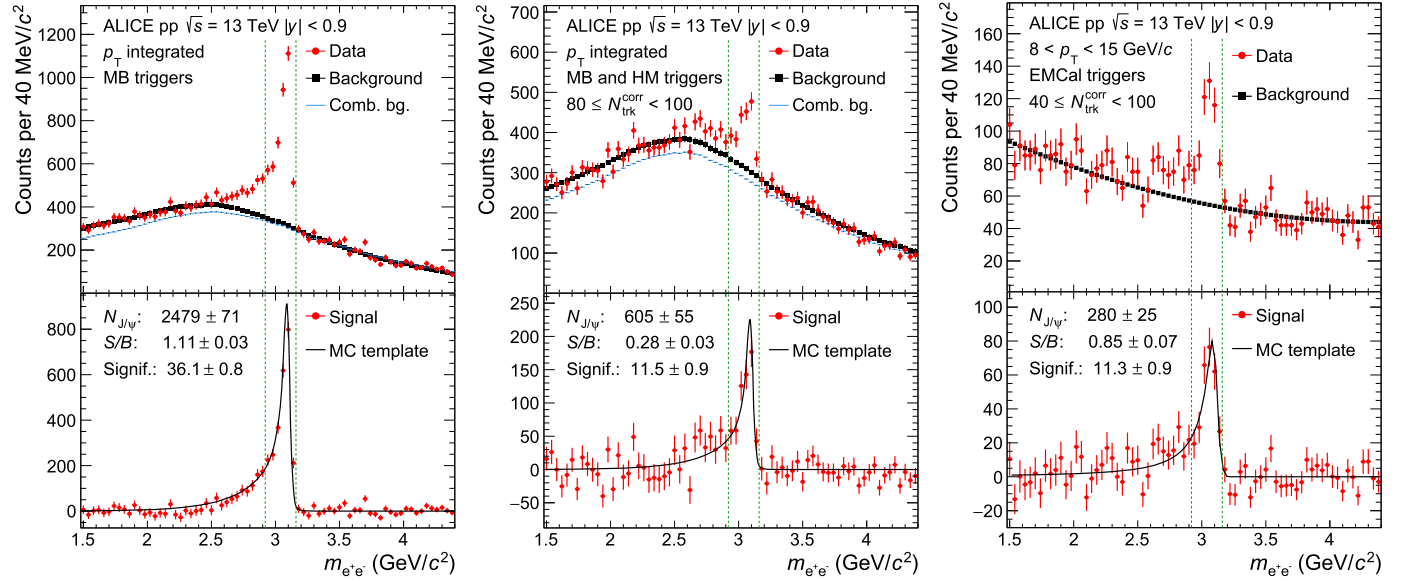 Counts per 40 MeV/c²
ALICE pp √s = 13 TeV |y| < 0.9
p_T integrated
MB triggers
Data
Background
Comb. bg.
1200
1000
800
600
400
200
0
N_J/ψ: 2479 ± 71
S/B: 1.11 ± 0.03
Signif.: 36.1 ± 0.8
Signal
MC template
800
600
400
200
0
1.5 2 2.5 3 3.5 4
m_e⁺e⁻ (GeV/c²)
Counts per 40 MeV/c²
ALICE pp √s = 13 TeV |y| < 0.9
p_T integrated
MB and HM triggers
80 ≤ N_trk^corr < 100
Data
Background
Comb. bg.
700
600
500
400
300
200
100
0
N_J/ψ: 605 ± 55
S/B: 0.28 ± 0.03
Signif.: 11.5 ± 0.9
Signal
MC template
250
200
150
100
50
0
−50
1.5 2 2.5 3 3.5 4
m_e⁺e⁻ (GeV/c²)
Counts per 40 MeV/c²
ALICE pp √s = 13 TeV |y| < 0.9
8 < p_T < 15 GeV/c
EMCal triggers
40 ≤ N_trk^corr < 100
Data
Background
160
140
120
100
80
60
40
20
N_J/ψ: 280 ± 25
S/B: 0.85 ± 0.07
Signif.: 11.3 ± 0.9
Signal
MC template
100
80
60
40
20
0
−20
1.5 2 2.5 3 3.5 4
m_e⁺e⁻ (GeV/c²)